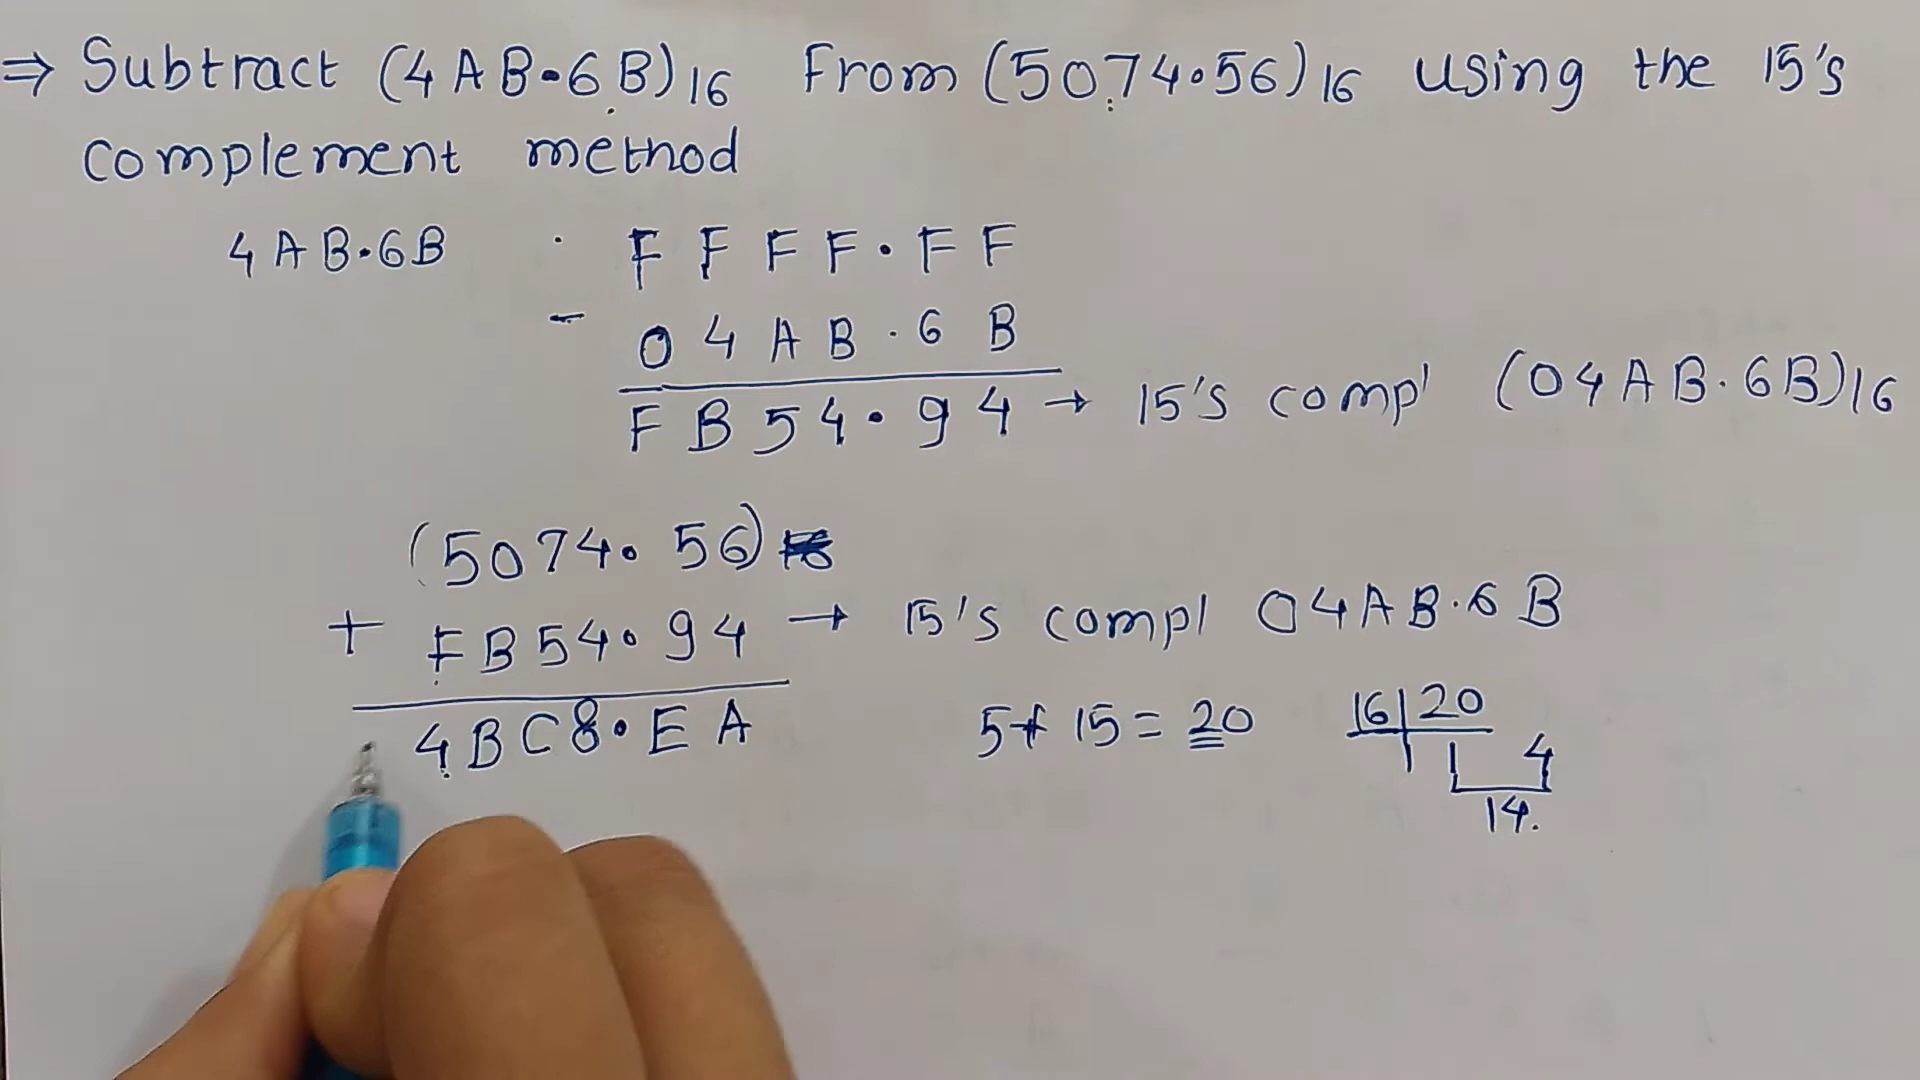 ⇒ Subtract (4AB.6B)16 From (5074.56)16 using the 15's
complement method
4AB.6B
FFFF.FF
- 04AB.6B
FB54.94 → 15's comp' (04AB.6B)16
(5074.56)
+ FB54.94 → 15's compl 04AB.6B
4BC8.EA
5+15=20
16|20
1 4
14.